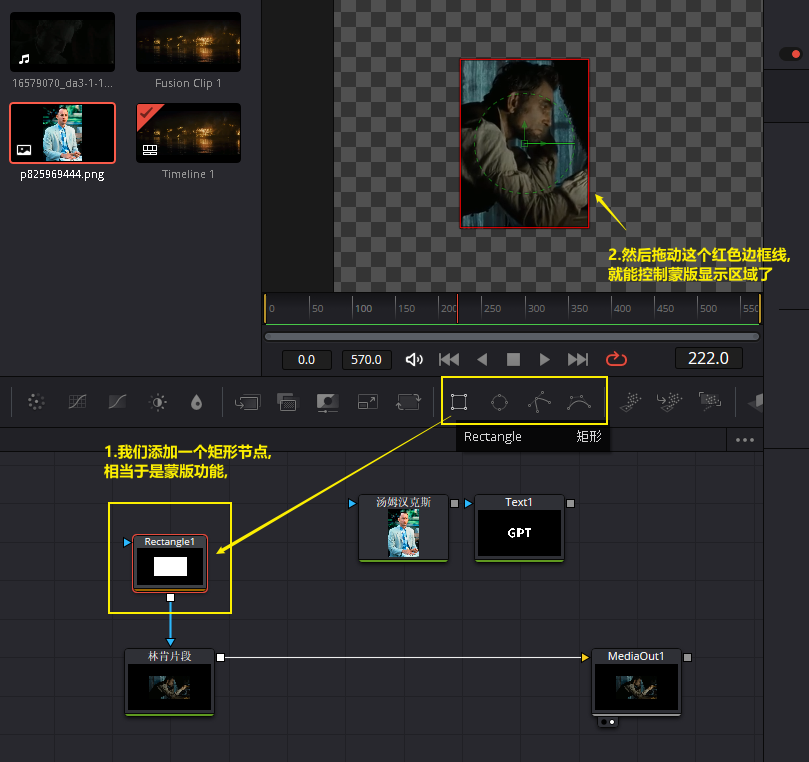 16579070_da3-1-1...
Fusion Clip 1
p825969444.png
Timeline 1
2.然后拖动这个红色边框线,
就能控制蒙版显示区域了
0
50
100
150
200
250
300
350
400
450
500
550
0.0
570.0
222.0
Rectangle
矩形
1.我们添加一个矩形节点,
相当于是蒙版功能,
汤姆汉克斯
Text1
GPT
Rectangle1
林肯片段
MediaOut1